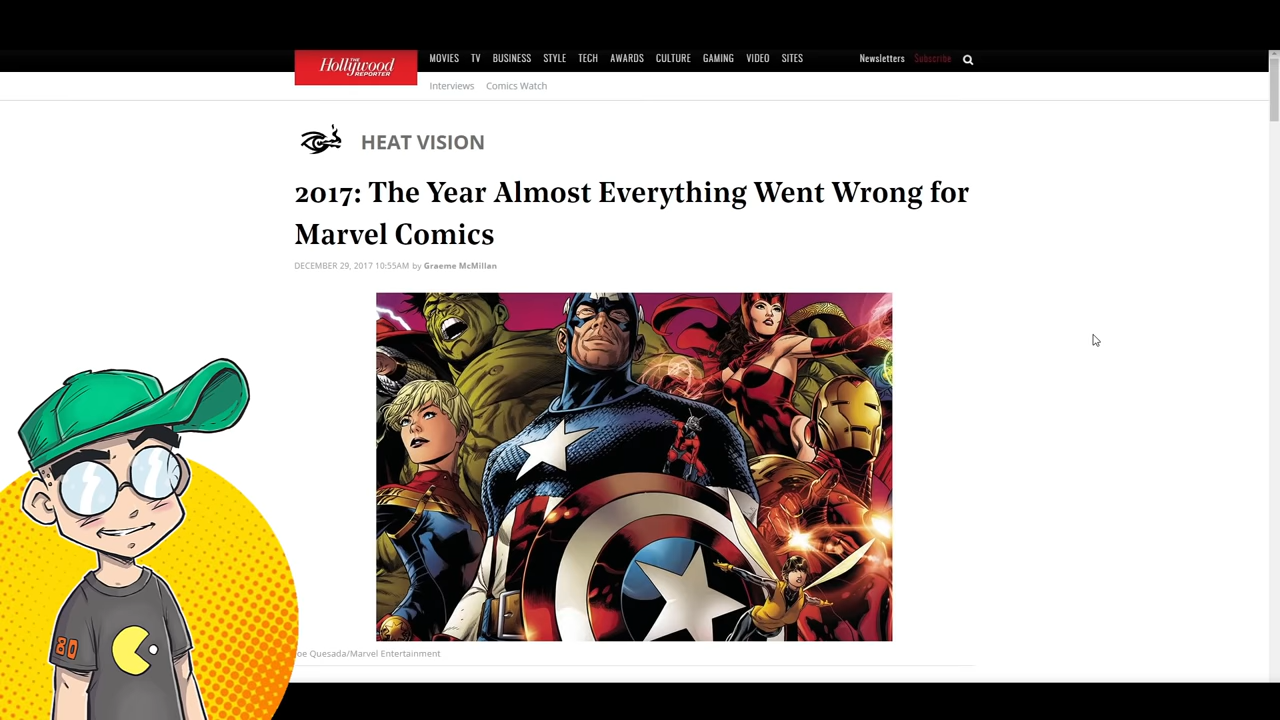 THE
Hollywood
REPORTER
MOVIES TV BUSINESS STYLE TECH AWARDS CULTURE GAMING VIDEO SITES
Newsletters Subscribe
Interviews Comics Watch
HEAT VISION
2017: The Year Almost Everything Went Wrong for
Marvel Comics
DECEMBER 29, 2017 10:55AM by Graeme McMillan
oe Quesada/Marvel Entertainment
80